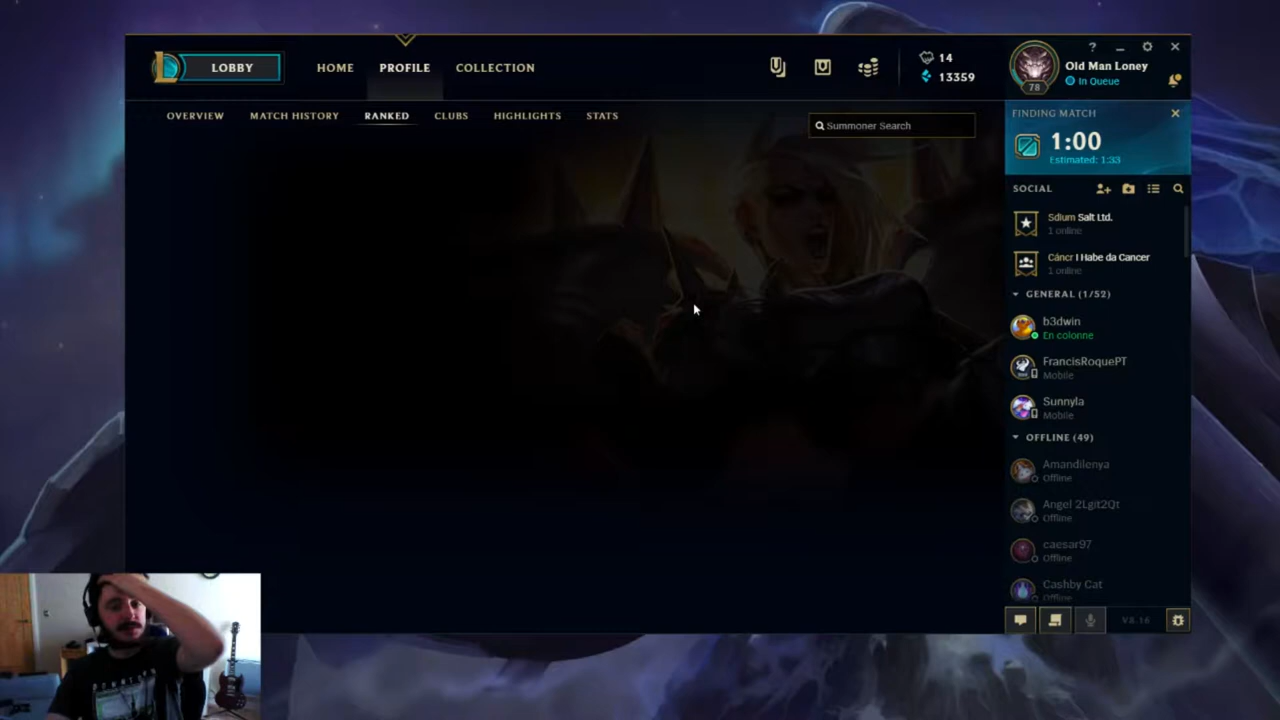 LOBBY
HOME
PROFILE
COLLECTION
14
13359
?
Old Man Loney
In Queue
78
OVERVIEW
MATCH HISTORY
RANKED
CLUBS
HIGHLIGHTS
STATS
Summoner Search
FINDING MATCH
1:00
Estimated: 1:33
SOCIAL
Sdium Salt Ltd.
1 online
Cáncr I Habe da Cancer
1 online
GENERAL (1/52)
b3dwin
En colonne
FrancisRoquePT
Mobile
Sunnyla
Mobile
OFFLINE (49)
Amandilenya
Offline
Angel 2Lgit2Qt
Offline
caesar97
Offline
Cashby Cat
Offline
V8.16